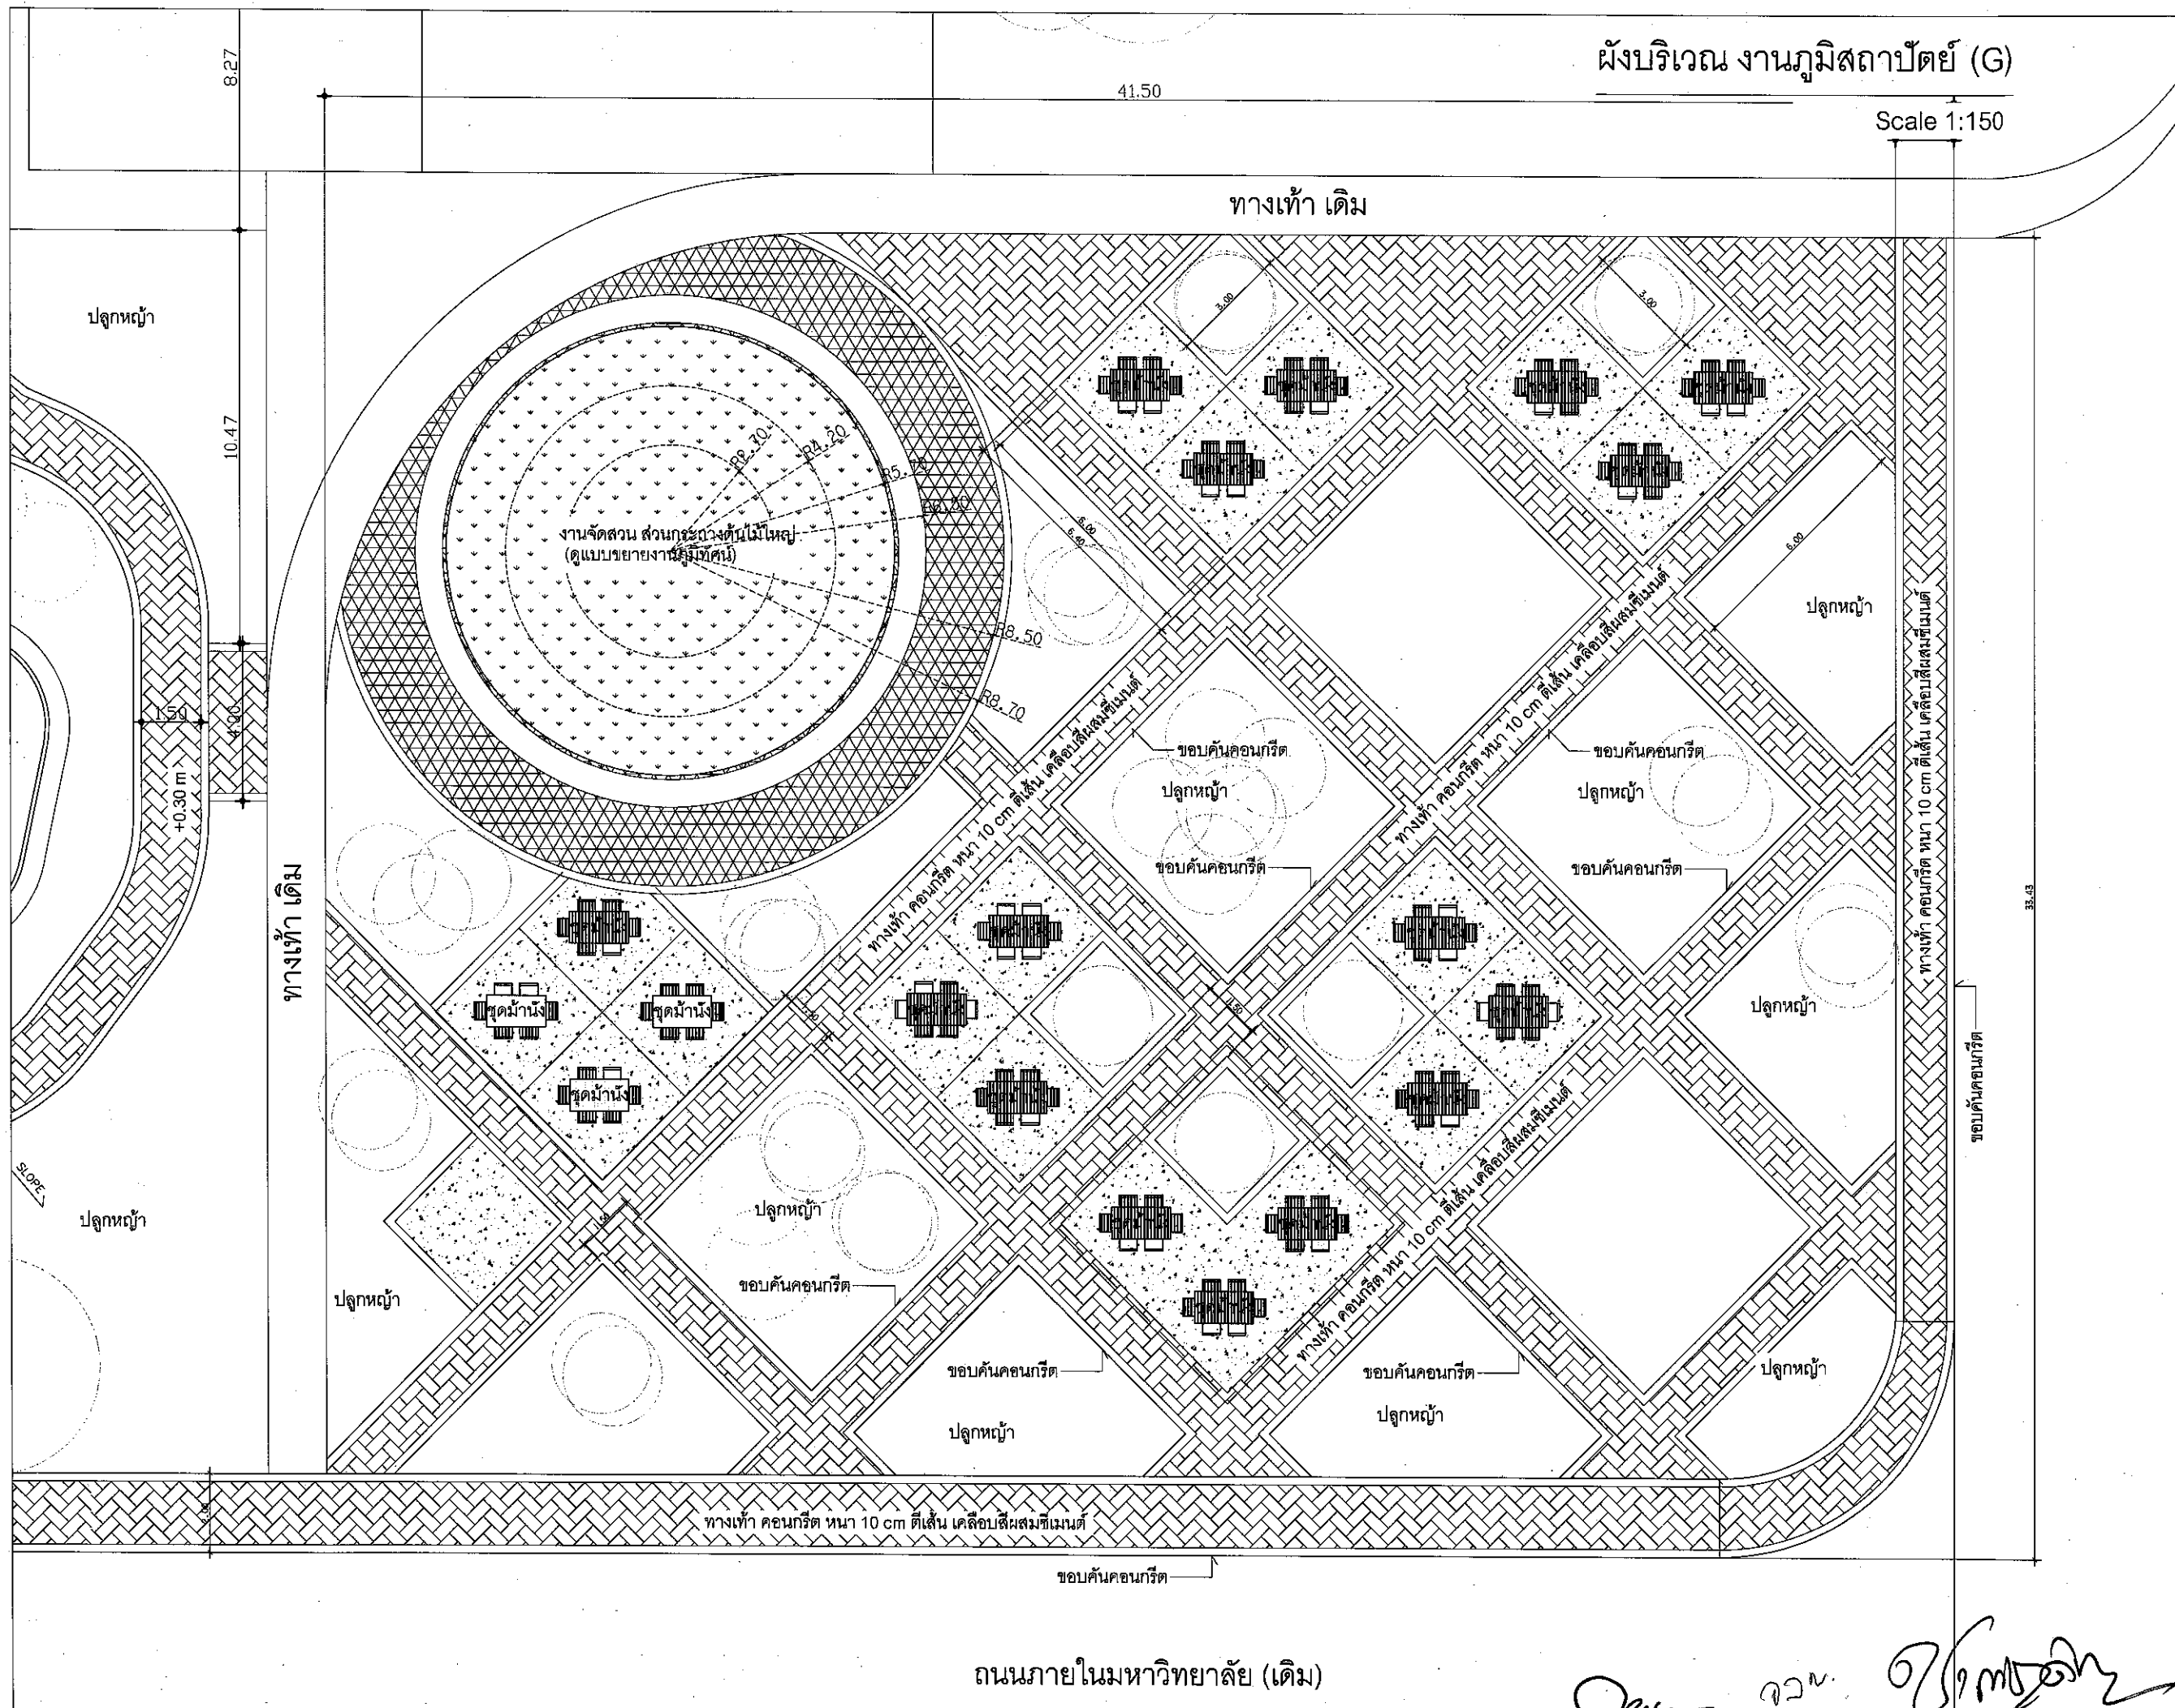 ผังบริเวณ งานภูมิสถาปัตย์ (G)
Scale 1:150
8.27
41.50
ทางเท้า เดิม
ปลูกหญ้า
10.47
3.00
3.00
R2.70
R4.20
R5.70
งานจัดสวน ส่วนกระถางต้นไม้ใหญ่
(ดูแบบขยายงานภูมิทัศน์)
6.00
6.40
6.00
ปลูกหญ้า
R8.50
R8.70
1.50
4.00
+0.30 m
ทางเท้า เดิม
ขอบคันคอนกรีต
ปลูกหญ้า
ขอบคันคอนกรีต
ขอบคันคอนกรีต
ปลูกหญ้า
ขอบคันคอนกรีต
ทางเท้า คอนกรีต หนา 10 cm ตีเส้น เคลือบสีผสมซีเมนต์
ทางเท้า คอนกรีต หนา 10 cm ตีเส้น เคลือบสีผสมซีเมนต์
ทางเท้า คอนกรีต หนา 10 cm ตีเส้น เคลือบสีผสมซีเมนต์
33.43
ชุดม้านั่ง
ชุดม้านั่ง
ชุดม้านั่ง
1.50
ปลูกหญ้า
ขอบคันคอนกรีต
SLOPE
ปลูกหญ้า
1.50
ปลูกหญ้า
ขอบคันคอนกรีต
ปลูกหญ้า
ทางเท้า คอนกรีต หนา 10 cm ตีเส้น เคลือบสีผสมซีเมนต์
ขอบคันคอนกรีต
ปลูกหญ้า
ขอบคันคอนกรีต
ปลูกหญ้า
ปลูกหญ้า
2.00
ทางเท้า คอนกรีต หนา 10 cm ตีเส้น เคลือบสีผสมซีเมนต์
ขอบคันคอนกรีต
ถนนภายในมหาวิทยาลัย (เดิม)